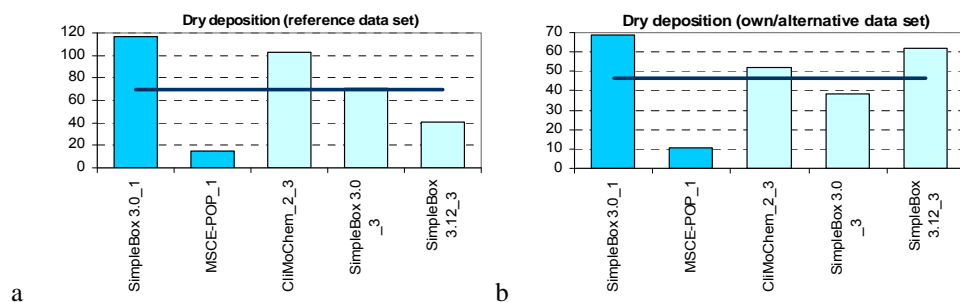 Dry deposition (reference data set)
120
100
80
60
40
20
0
SimpleBox 3.0_1
MSCE-POP_1
CliMoChem_2_3
SimpleBox 3.0
_3
SimpleBox
3.12_3
a
Dry deposition (own/alternative data set)
70
60
50
40
30
20
10
0
SimpleBox 3.0_1
MSCE-POP_1
CliMoChem_2_3
SimpleBox 3.0
_3
SimpleBox
3.12_3
b